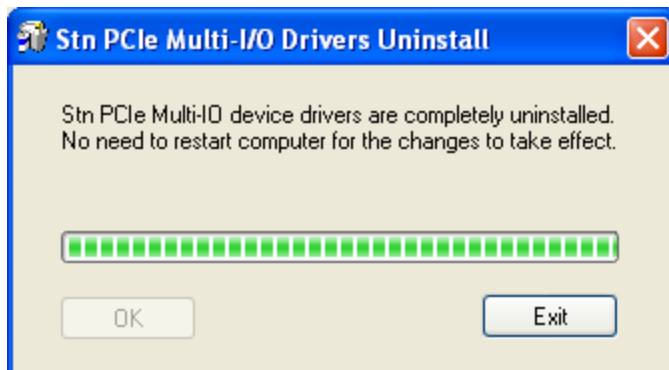 Stn PCIe Multi-I/O Drivers Uninstall
Stn PCIe Multi-IO device drivers are completely uninstalled.
No need to restart computer for the changes to take effect.
OK
Exit